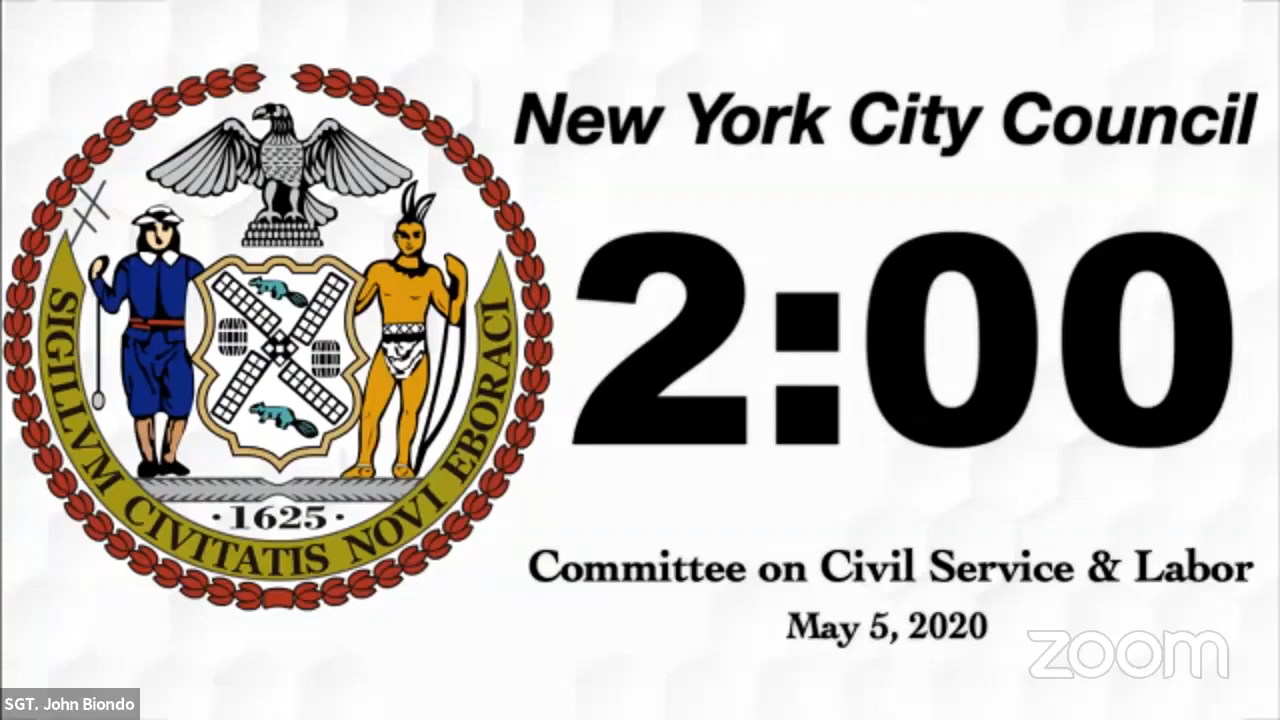 New York City Council
2:00
SIGILLVM CIVITATIS NOVI EBORACI
·1625·
Committee on Civil Service & Labor
May 5, 2020
zoom
SGT. John Biondo